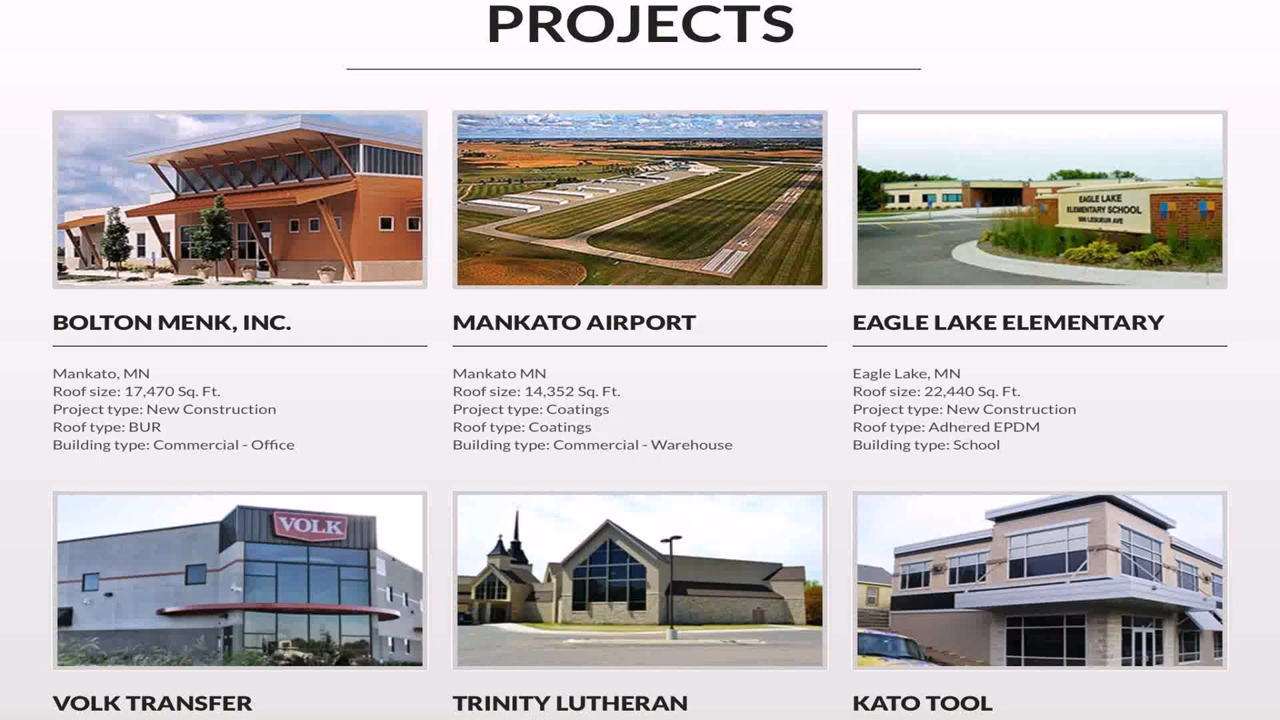 PROJECTS
EAGLE LAKE
ELEMENTARY SCHOOL
BOLTON MENK, INC.
Mankato, MN
Roof size: 17,470 Sq. Ft.
Project type: New Construction
Roof type: BUR
Building type: Commercial - Office
MANKATO AIRPORT
Mankato MN
Roof size: 14,352 Sq. Ft.
Project type: Coatings
Roof type: Coatings
Building type: Commercial - Warehouse
EAGLE LAKE ELEMENTARY
Eagle Lake, MN
Roof size: 22,440 Sq. Ft.
Project type: New Construction
Roof type: Adhered EPDM
Building type: School
VOLK
VOLK TRANSFER
TRINITY LUTHERAN
KATO TOOL